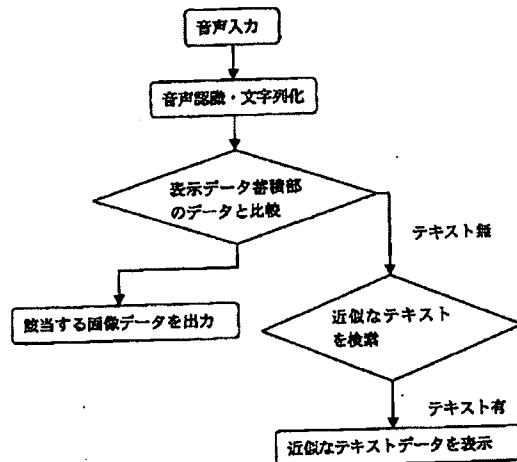 音声入力
音声認識・文字列化
表示データ蓄積部
のデータと比較
テキスト無
該当する画像データを出力
近似なテキスト
を検索
テキスト有
近似なテキストデータを表示